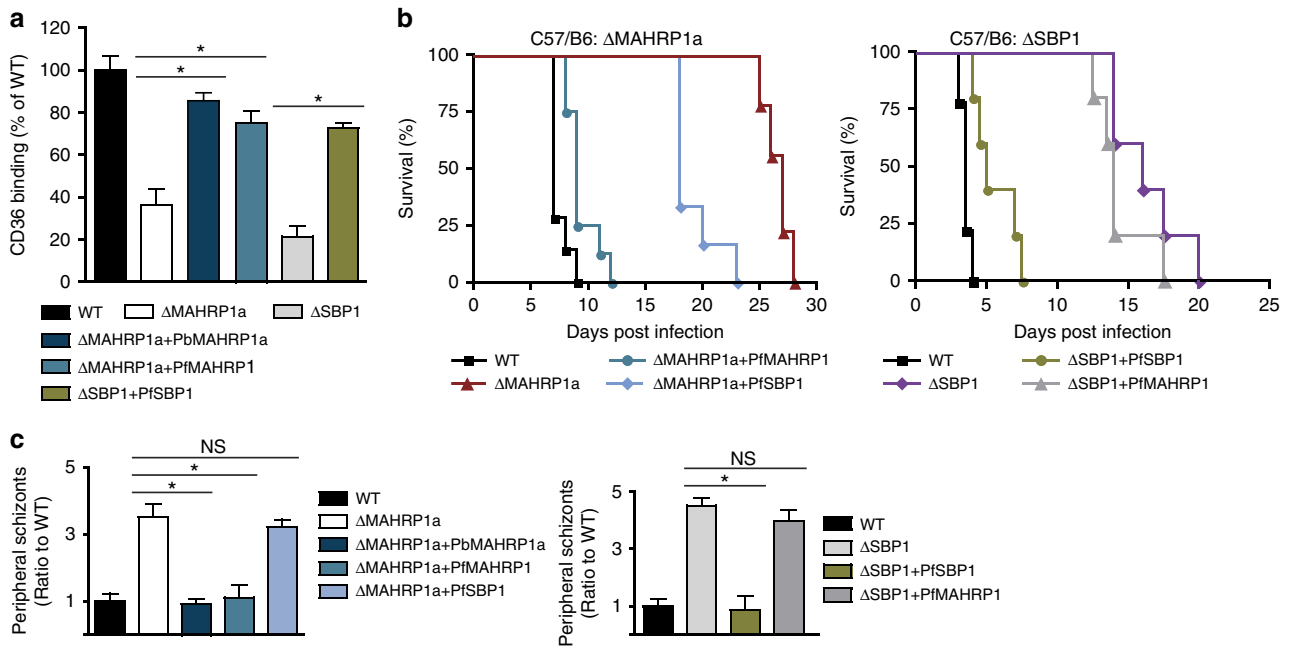 a
CD36 binding (% of WT)
120
100
80
60
40
20
0
*
*
*
WT
ΔMAHRP1a
ΔSBP1
ΔMAHRP1a+PbMAHRP1a
ΔMAHRP1a+PfMAHRP1
ΔSBP1+PfSBP1
b
C57/B6: ΔMAHRP1a
Survival (%)
100
75
50
25
0
0 5 10 15 20 25 30
Days post infection
WT
ΔMAHRP1a+PfMAHRP1
ΔMAHRP1a
ΔMAHRP1a+PfSBP1
C57/B6: ΔSBP1
Survival (%)
100
75
50
25
0
0 5 10 15 20 25
Days post infection
WT
ΔSBP1+PfSBP1
ΔSBP1
ΔSBP1+PfMAHRP1
c
Peripheral schizonts
(Ratio to WT)
5
3
1
NS
*
*
WT
ΔMAHRP1a
ΔMAHRP1a+PbMAHRP1a
ΔMAHRP1a+PfMAHRP1
ΔMAHRP1a+PfSBP1
Peripheral schizonts
(Ratio to WT)
5
3
1
NS
*
WT
ΔSBP1
ΔSBP1+PfSBP1
ΔSBP1+PfMAHRP1